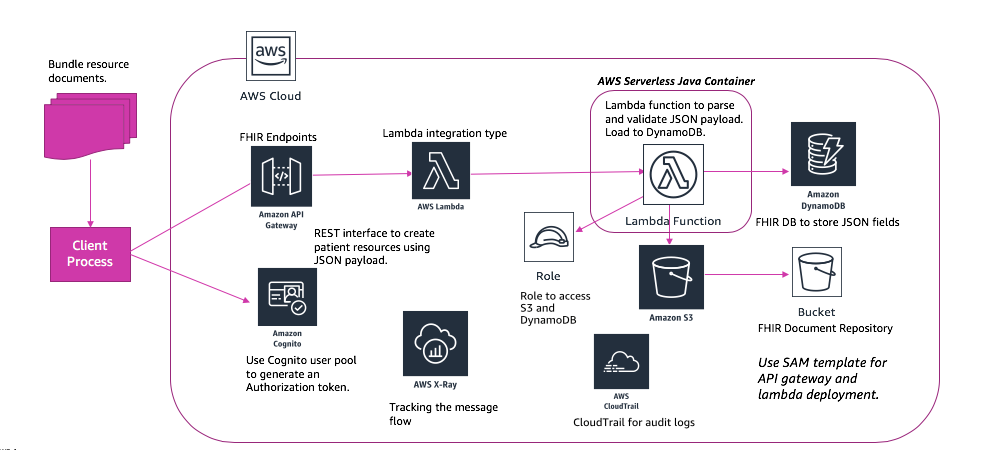 Bundle resource
documents.
Client
Process
aws
AWS Cloud
FHIR Endpoints
Amazon API
Gateway
REST interface to create
patient resources using
JSON payload.
Amazon
Cognito
Use Cognito user pool
to generate an
Authorization token.
Lambda integration type
AWS Lambda
AWS X-Ray
Tracking the message
flow
AWS Serverless Java Container
Lambda function to parse
and validate JSON payload.
Load to DynamoDB.
Lambda Function
Role
Role to access
S3 and
DynamoDB
Amazon S3
AWS
CloudTrail
CloudTrail for audit logs
Amazon
DynamoDB
FHIR DB to store JSON fields
Bucket
FHIR Document Repository
Use SAM template for
API gateway and
lambda deployment.